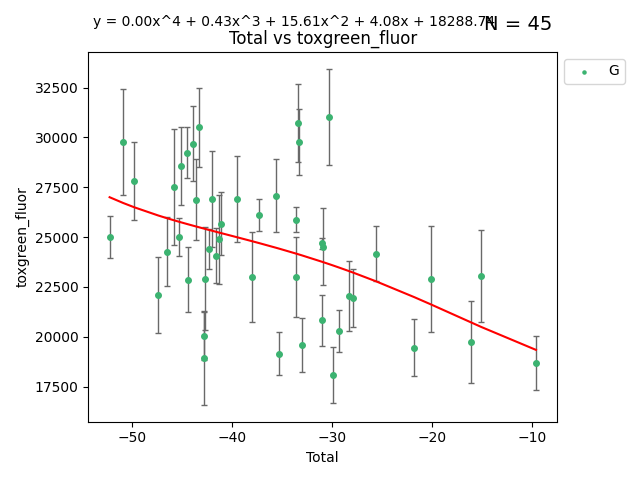 y = 0.00x^4 + 0.43x^3 + 15.61x^2 + 4.08x + 18288.74
N = 45
Total vs toxgreen_fluor
G
32500
30000
27500
25000
22500
20000
17500
toxgreen_fluor
−50 −40 −30 −20 −10
Total